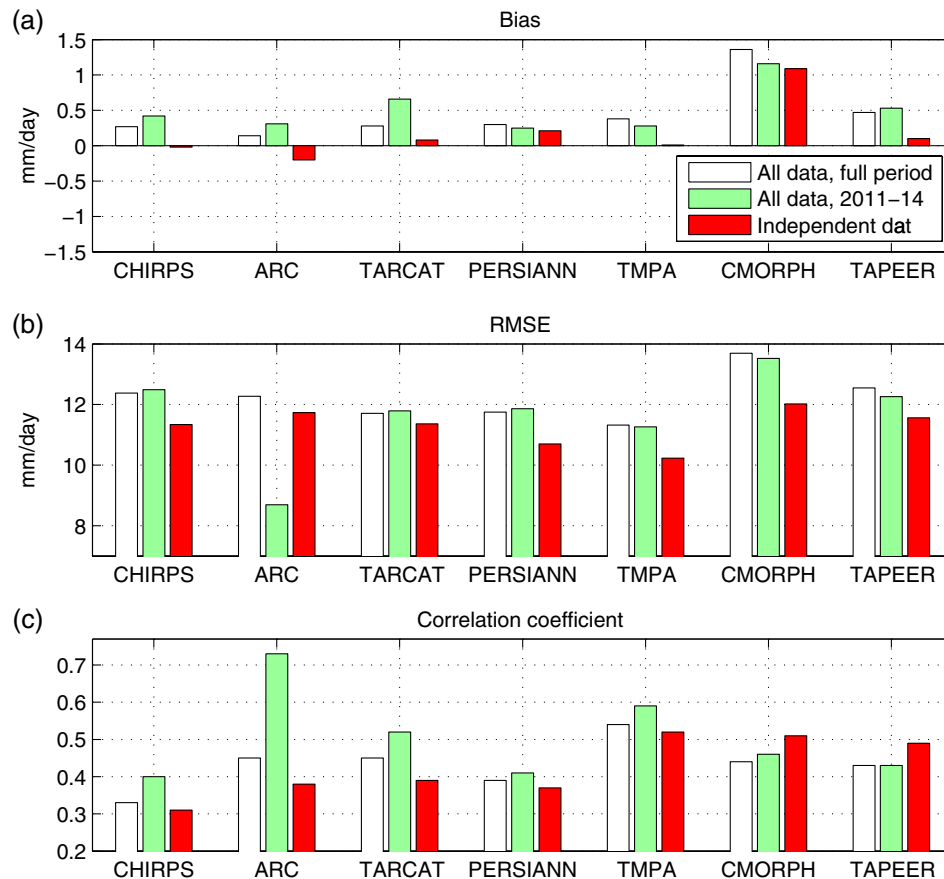 (a)
Bias
1.5
1
0.5
0
−0.5
−1
−1.5
mm/day
All data, full period
All data, 2011−14
Independent dat
CHIRPS ARC TARCAT PERSIANN TMPA CMORPH TAPEER
(b)
RMSE
14
12
10
8
mm/day
CHIRPS ARC TARCAT PERSIANN TMPA CMORPH TAPEER
(c)
Correlation coefficient
0.7
0.6
0.5
0.4
0.3
0.2
CHIRPS ARC TARCAT PERSIANN TMPA CMORPH TAPEER